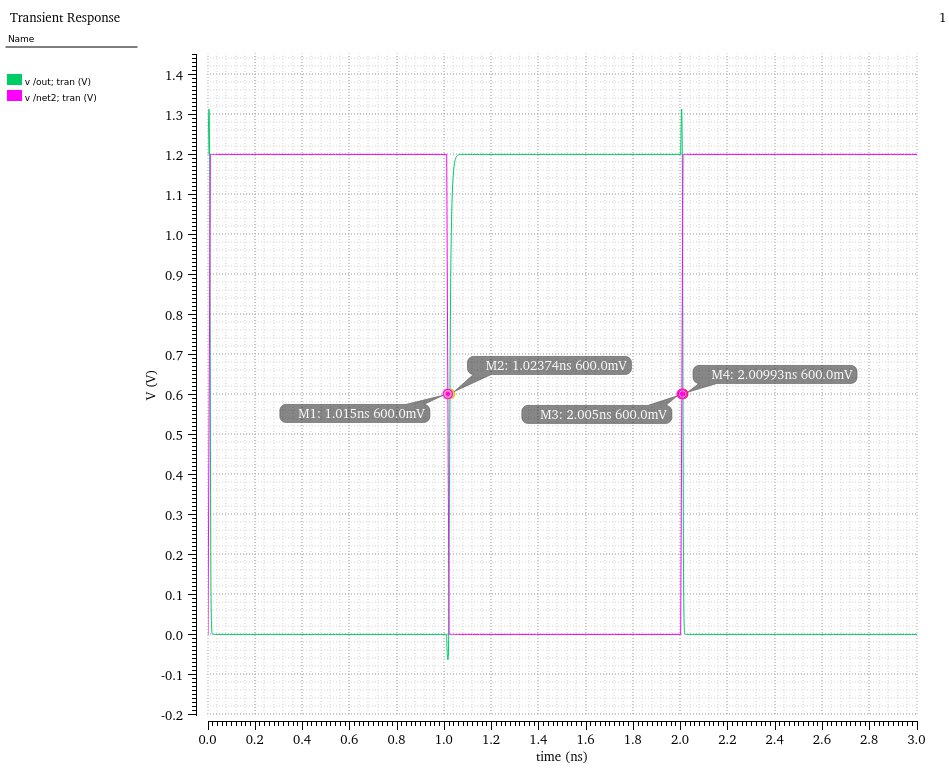 Transient Response
1
Name
v /out; tran (V)
v /net2; tran (V)
V (V)
1.4
1.3
1.2
1.1
1.0
0.9
0.8
0.7
0.6
0.5
0.4
0.3
0.2
0.1
0.0
-0.1
-0.2
M2: 1.02374ns 600.0mV
M4: 2.00993ns 600.0mV
M1: 1.015ns 600.0mV
M3: 2.005ns 600.0mV
0.0 0.2 0.4 0.6 0.8 1.0 1.2 1.4 1.6 1.8 2.0 2.2 2.4 2.6 2.8 3.0
time (ns)